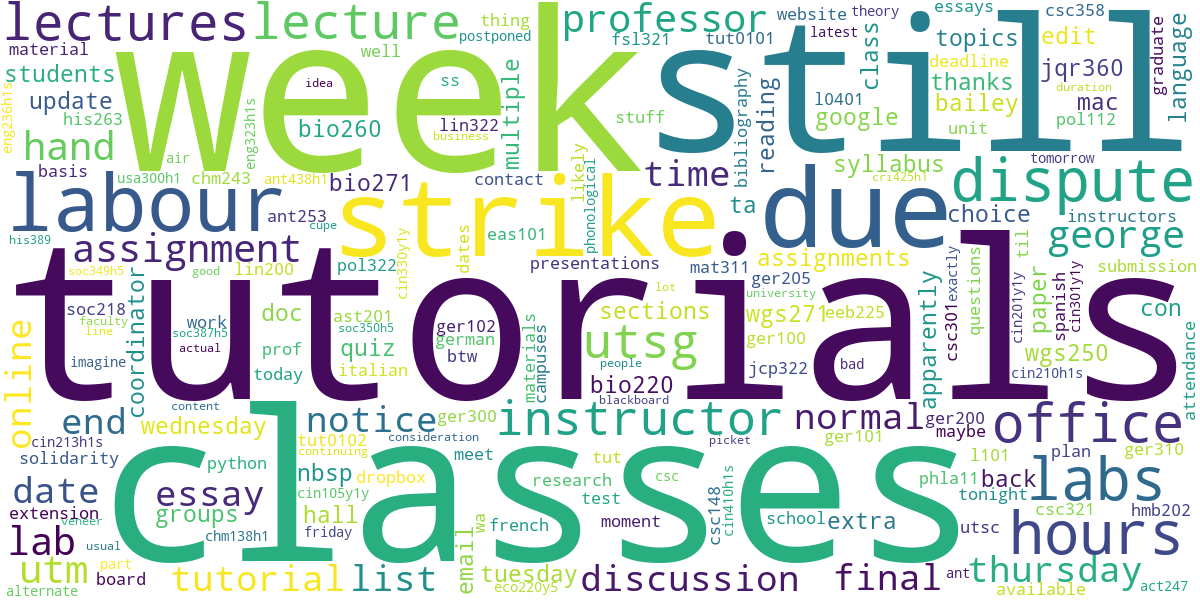 lectures
lecture
professor
thing
postponed
website
theory
latest
essays
csc358
week
still
material
well
fsl321
tut0101
topics
edit
class
graduate
language
students
idea
ss
multiple
deadline
thanks
jqr360
duration
update
his263
eng236h1s
eng323h1s
bio260
lin322
business
stuff
bibliography
reading
l0401
google
bailey
mac
pol112
unit
hand
air
basis
usa300h1
chm243
ant438h1s
bio271
contact
likely
phonological
time
syllabus
cri425h1
tomorrow
dispute
labour
ant253
cupe
strike
ta
due
choice
instructors
his389
assignment
pol322
cin330y1y
dates
eas101
presentations
mat311
ger205
assignments
george
til
soc349h5
good
lin200
lot
university
exactly
questions
submission
tutorials
soc218
faculty
line
work
soc387h5
actual
doc
ast201
soc350h5
ger102
german
btw
materials
campuses
sections
utsg
wgs271
eeb225
ger100
apparently
csc301
cin201y1y
paper
spanish
cin301y1y
con
coordinator
imagine
prof
quiz
today
italian
people
bio220
blackboard
jcp322
bad
wgs250
cin210h1s
attendance
online
end
content
wednesday
notice
ger300
instructor
normal
ger200
maybe
office
cin213h1s
solidarity
tut0102
continuing
consideration
meet
picket
ger101
l101
plan
ger310
classes
python
nbsp
dropbox
tut
research
csc
phla11
back
labs
date
essay
cin105y1y
test
csc148
cin410h1s
tonight
csc321
hmb202
extension
veneer
groups
hall
email
wa
french
moment
school
extra
utsc
hours
lab
usual
chm138h1
friday
utm
part
board
tutorial
list
tuesday
eco220y5
discussion
final
ant
thursday
available
act247
alternate